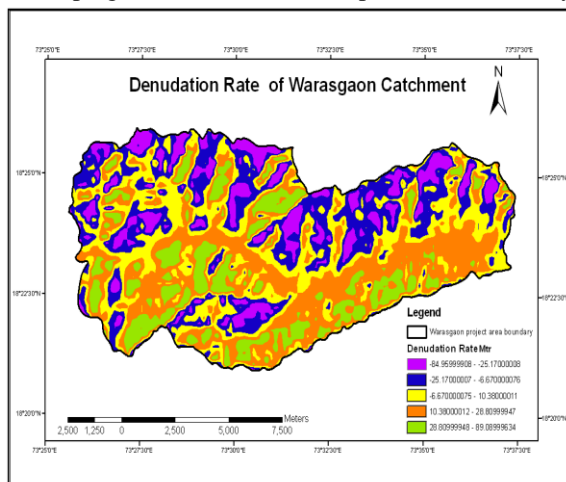 73°25'0"E 73°27'30"E 73°30'0"E 73°32'30"E 73°35'0"E 73°37'30"E
Denudation Rate of Warasgaon Catchment
N
18°25'0"N 18°25'0"N
18°22'30"N 18°22'30"N
Legend
Warasgaon project area boundary
Denudation Rate Mtr
-84.95999908 - -25.17000008
-25.17000007 - -6.670000076
-6.670000075 - 10.38000011
10.38000012 - 28.80999947
28.80999948 - 89.08999634
18°20'0"N 18°20'0"N
Meters
2,500 1,250 0 2,500 5,000 7,500
73°25'0"E 73°27'30"E 73°30'0"E 73°32'30"E 73°35'0"E 73°37'30"E